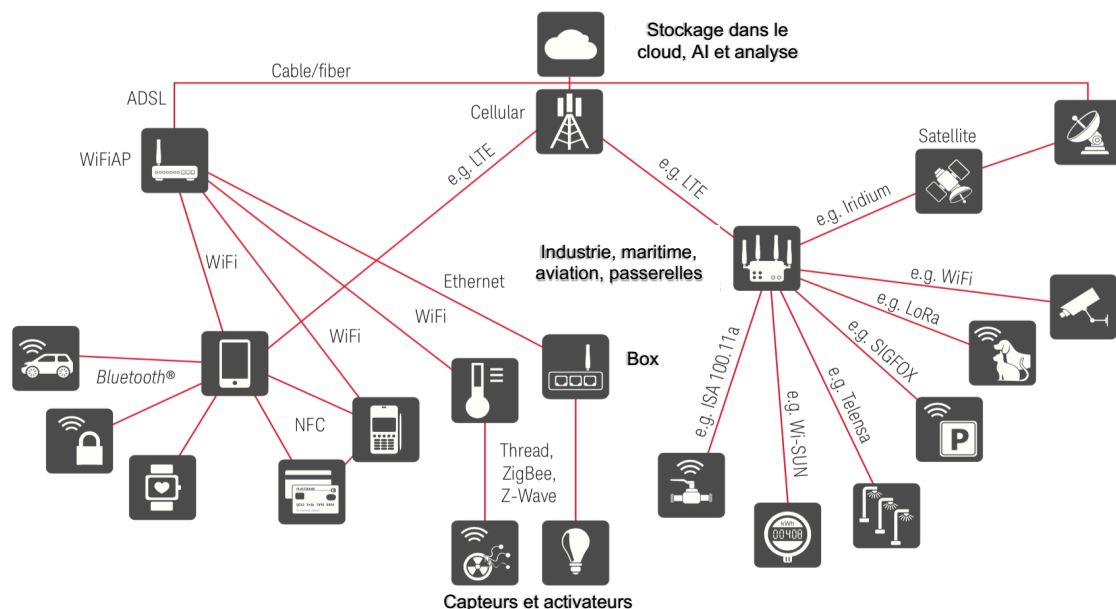 Stockage dans le
cloud, AI et analyse
Cable/fiber
ADSL
Cellular
WiFiAP
Satellite
e.g. LTE
e.g. LTE
e.g. Iridium
Industrie, maritime,
aviation, passerelles
WiFi
Ethernet
e.g. WiFi
e.g. LoRa
WiFi
WiFi
e.g. SIGFOX
Box
Bluetooth®
e.g. ISA 100.11a
e.g. Telensa
NFC
e.g. Wi-SUN
P
Thread,
ZigBee,
Z-Wave
kWh
00408
Capteurs et activateurs